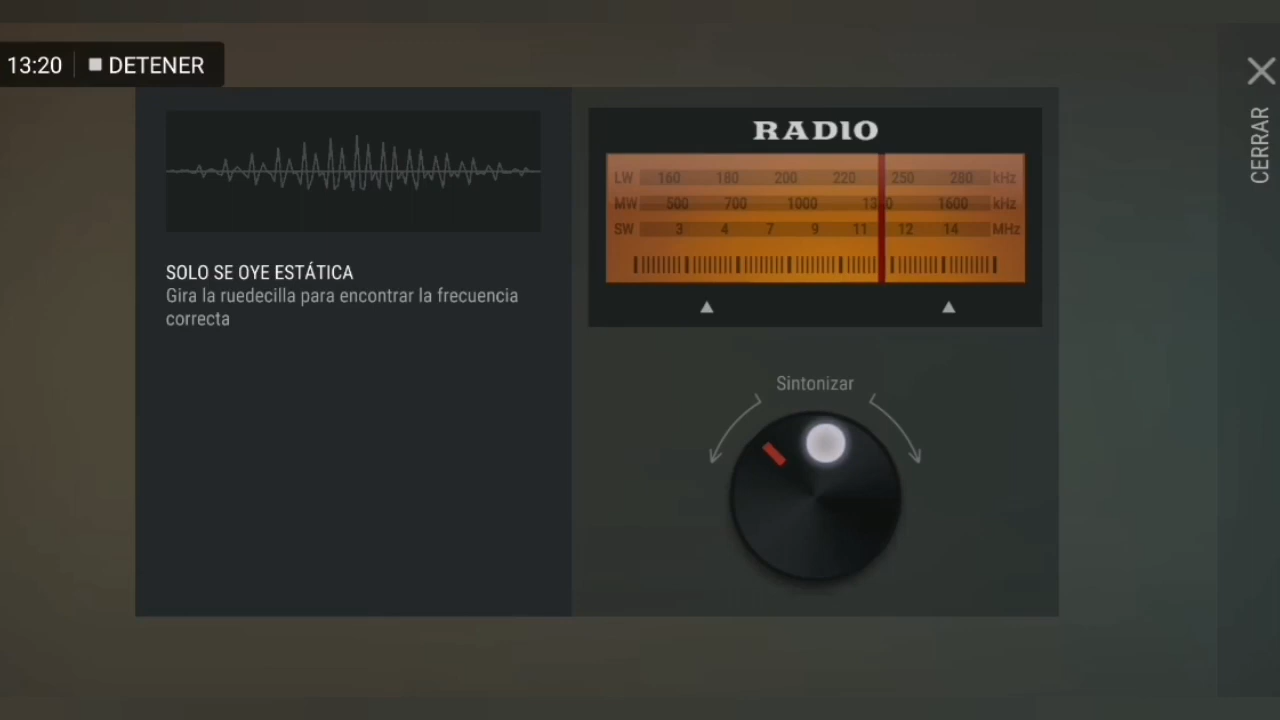 13:20 DETENER
CERRAR
RADIO
LW 160 180 200 220 250 280 kHz
MW 500 700 1000 1600 kHz
SW 3 4 7 9 11 12 14 MHz
SOLO SE OYE ESTÁTICA
Gira la ruedecilla para encontrar la frecuencia
correcta
Sintonizar